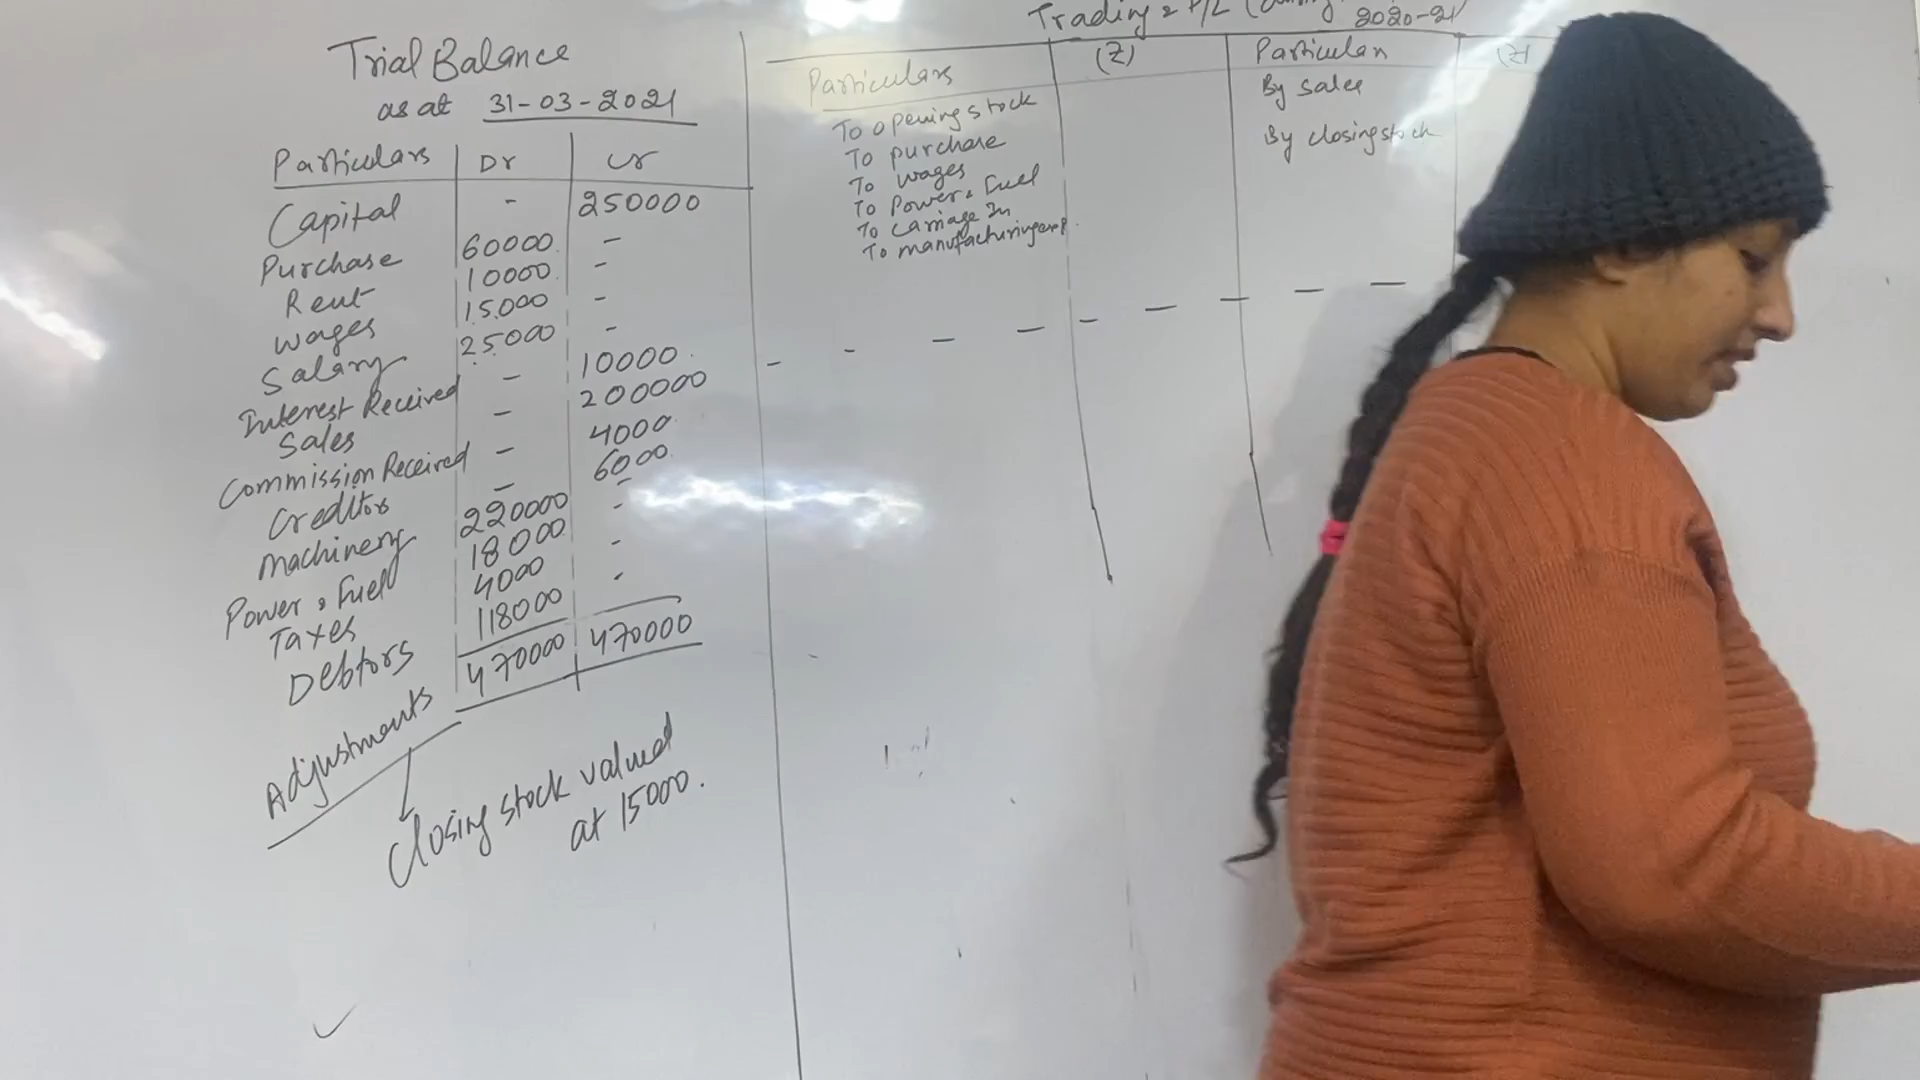 Trial Balance
as at 31-03-2021
Particulars Dr Cr
Capital - 250000
Purchase 60000 -
Rent 10000 -
Wages 15000 -
Salary 25000 -
Interest Received - 10000
Sales - 200000
Commission Received - 4000
Creditors - 6000
Machinery 220000 -
Power & Fuel 18000 -
Taxes 4000 -
Debtors 118000 -
470000 470000
Adjustments
Closing stock valued
at 15000.
Trading & P/L
2020-21
Particulars (₹) Particulars (₹)
To opening stock By sales
To purchase By closing stock
To wages
To Power & Fuel
To Carriage In
To manufacturing exp.